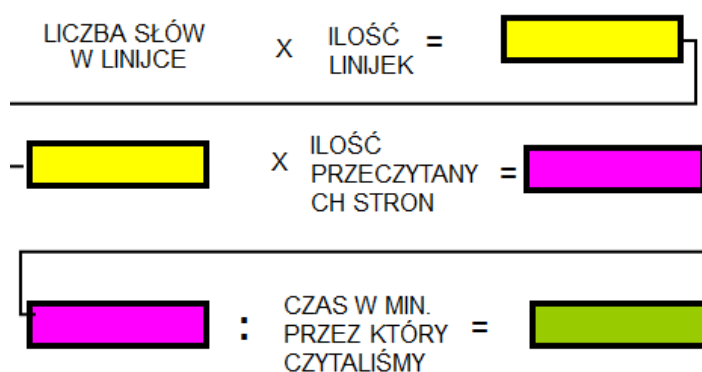 LICZBA SŁÓW X ILOŚĆ =
W LINIJCE LINIJEK
X ILOŚĆ
PRZECZYTANY =
CH STRON
: CZAS W MIN.
PRZEZ KTÓRY =
CZYTALIŚMY